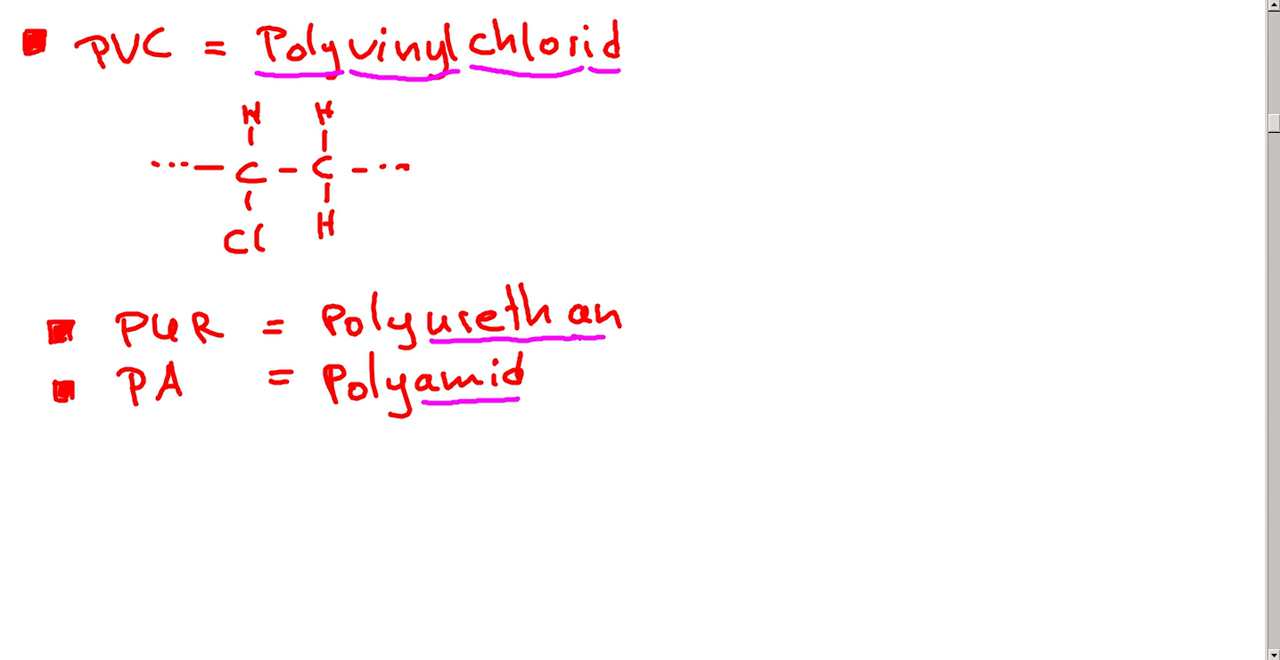 PVC = Polyvinylchlorid
H H
... - C - C - ...
Cl H
PUR = Polyurethan
PA = Polyamid